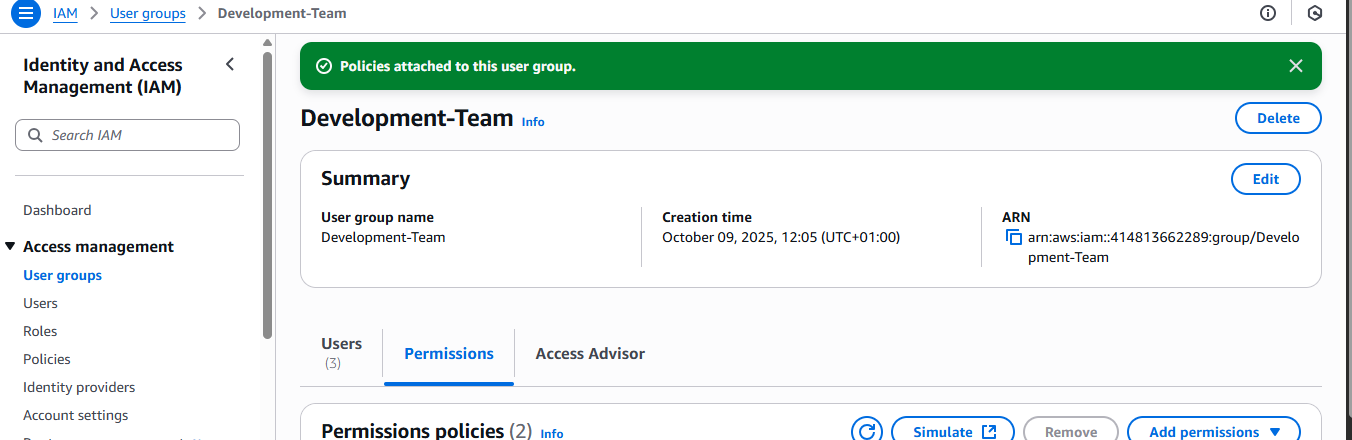 IAM > User groups > Development-Team
Identity and Access
Management (IAM)
Search IAM
Dashboard
Access management
User groups
Users
Roles
Policies
Identity providers
Account settings
Policies attached to this user group.
Development-Team Info
Delete
Summary
Edit
User group name
Development-Team
Creation time
October 09, 2025, 12:05 (UTC+01:00)
ARN
arn:aws:iam::414813662289:group/Develo
pment-Team
Users
(3)
Permissions
Access Advisor
Permissions policies (2) Info
Simulate
Remove
Add permissions